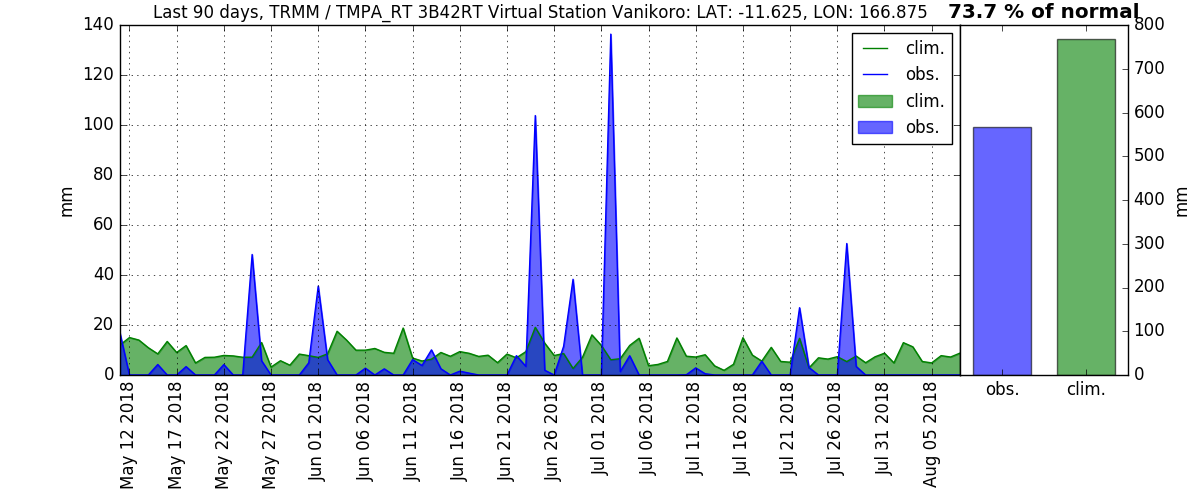 Last 90 days, TRMM / TMPA_RT 3B42RT Virtual Station Vanikoro: LAT: -11.625, LON: 166.875
73.7 % of normal
140
120
100
80
60
40
20
0
mm
clim.
obs.
clim.
obs.
May 12 2018
May 17 2018
May 22 2018
May 27 2018
Jun 01 2018
Jun 06 2018
Jun 11 2018
Jun 16 2018
Jun 21 2018
Jun 26 2018
Jul 01 2018
Jul 06 2018
Jul 11 2018
Jul 16 2018
Jul 21 2018
Jul 26 2018
Jul 31 2018
Aug 05 2018
800
700
600
500
400
300
200
100
0
mm
obs.
clim.